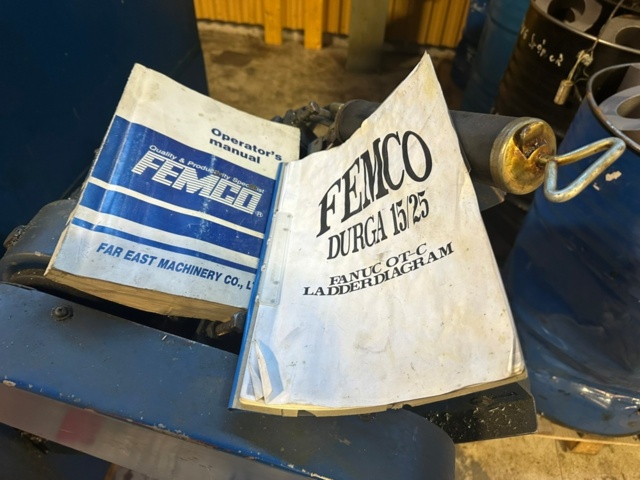 Operator's
manual
Quality & Productivity Specialist
FEMCO®
FAR EAST MACHINERY CO., L
FEMCO
DURGA 15/25
FANUC OT-C
LADDERDIAGRAM